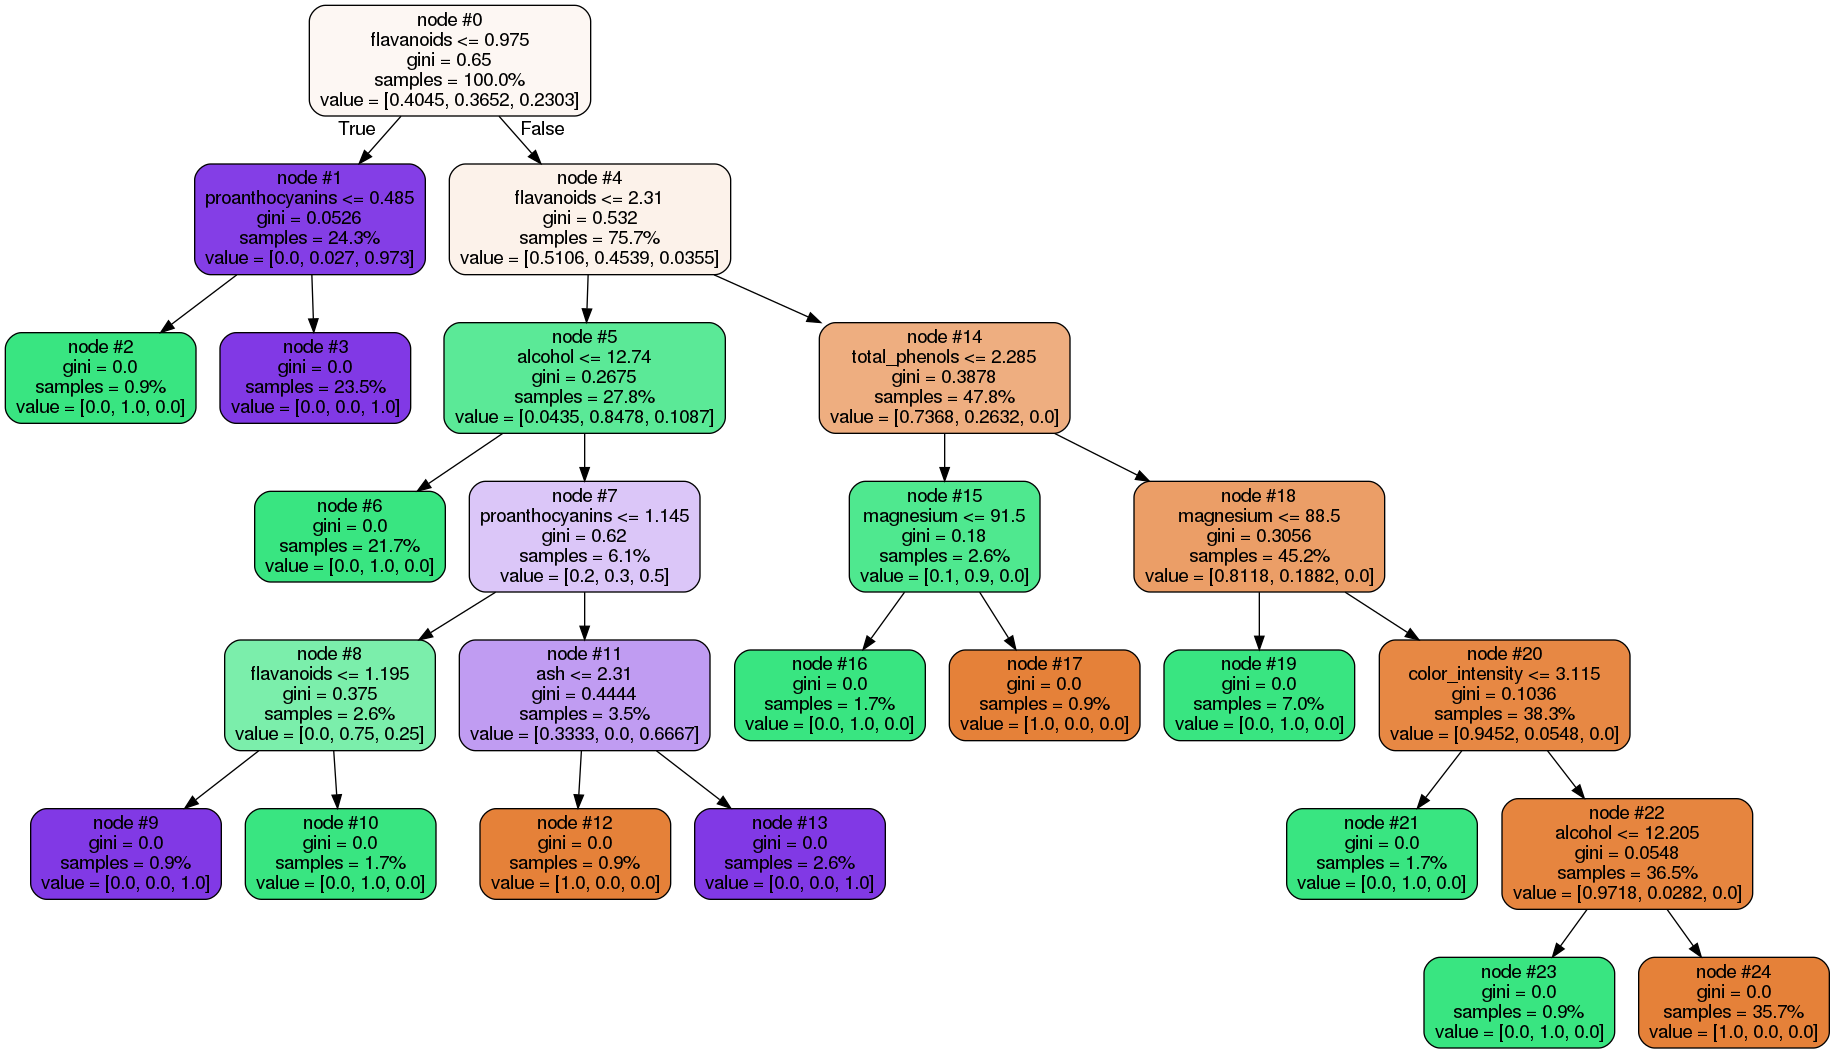 node #0
flavanoids <= 0.975
gini = 0.65
samples = 100.0%
value = [0.4045, 0.3652, 0.2303]
True
False
node #1
proanthocyanins <= 0.485
gini = 0.0526
samples = 24.3%
value = [0.0, 0.027, 0.973]
node #4
flavanoids <= 2.31
gini = 0.532
samples = 75.7%
value = [0.5106, 0.4539, 0.0355]
node #2
gini = 0.0
samples = 0.9%
value = [0.0, 1.0, 0.0]
node #3
gini = 0.0
samples = 23.5%
value = [0.0, 0.0, 1.0]
node #5
alcohol <= 12.74
gini = 0.2675
samples = 27.8%
value = [0.0435, 0.8478, 0.1087]
node #14
total_phenols <= 2.285
gini = 0.3878
samples = 47.8%
value = [0.7368, 0.2632, 0.0]
node #6
gini = 0.0
samples = 21.7%
value = [0.0, 1.0, 0.0]
node #7
proanthocyanins <= 1.145
gini = 0.62
samples = 6.1%
value = [0.2, 0.3, 0.5]
node #15
magnesium <= 91.5
gini = 0.18
samples = 2.6%
value = [0.1, 0.9, 0.0]
node #18
magnesium <= 88.5
gini = 0.3056
samples = 45.2%
value = [0.8118, 0.1882, 0.0]
node #8
flavanoids <= 1.195
gini = 0.375
samples = 2.6%
value = [0.0, 0.75, 0.25]
node #11
ash <= 2.31
gini = 0.4444
samples = 3.5%
value = [0.3333, 0.0, 0.6667]
node #16
gini = 0.0
samples = 1.7%
value = [0.0, 1.0, 0.0]
node #17
gini = 0.0
samples = 0.9%
value = [1.0, 0.0, 0.0]
node #19
gini = 0.0
samples = 7.0%
value = [0.0, 1.0, 0.0]
node #20
color_intensity <= 3.115
gini = 0.1036
samples = 38.3%
value = [0.9452, 0.0548, 0.0]
node #9
gini = 0.0
samples = 0.9%
value = [0.0, 0.0, 1.0]
node #10
gini = 0.0
samples = 1.7%
value = [0.0, 1.0, 0.0]
node #12
gini = 0.0
samples = 0.9%
value = [1.0, 0.0, 0.0]
node #13
gini = 0.0
samples = 2.6%
value = [0.0, 0.0, 1.0]
node #21
gini = 0.0
samples = 1.7%
value = [0.0, 1.0, 0.0]
node #22
alcohol <= 12.205
gini = 0.0548
samples = 36.5%
value = [0.9718, 0.0282, 0.0]
node #23
gini = 0.0
samples = 0.9%
value = [0.0, 1.0, 0.0]
node #24
gini = 0.0
samples = 35.7%
value = [1.0, 0.0, 0.0]